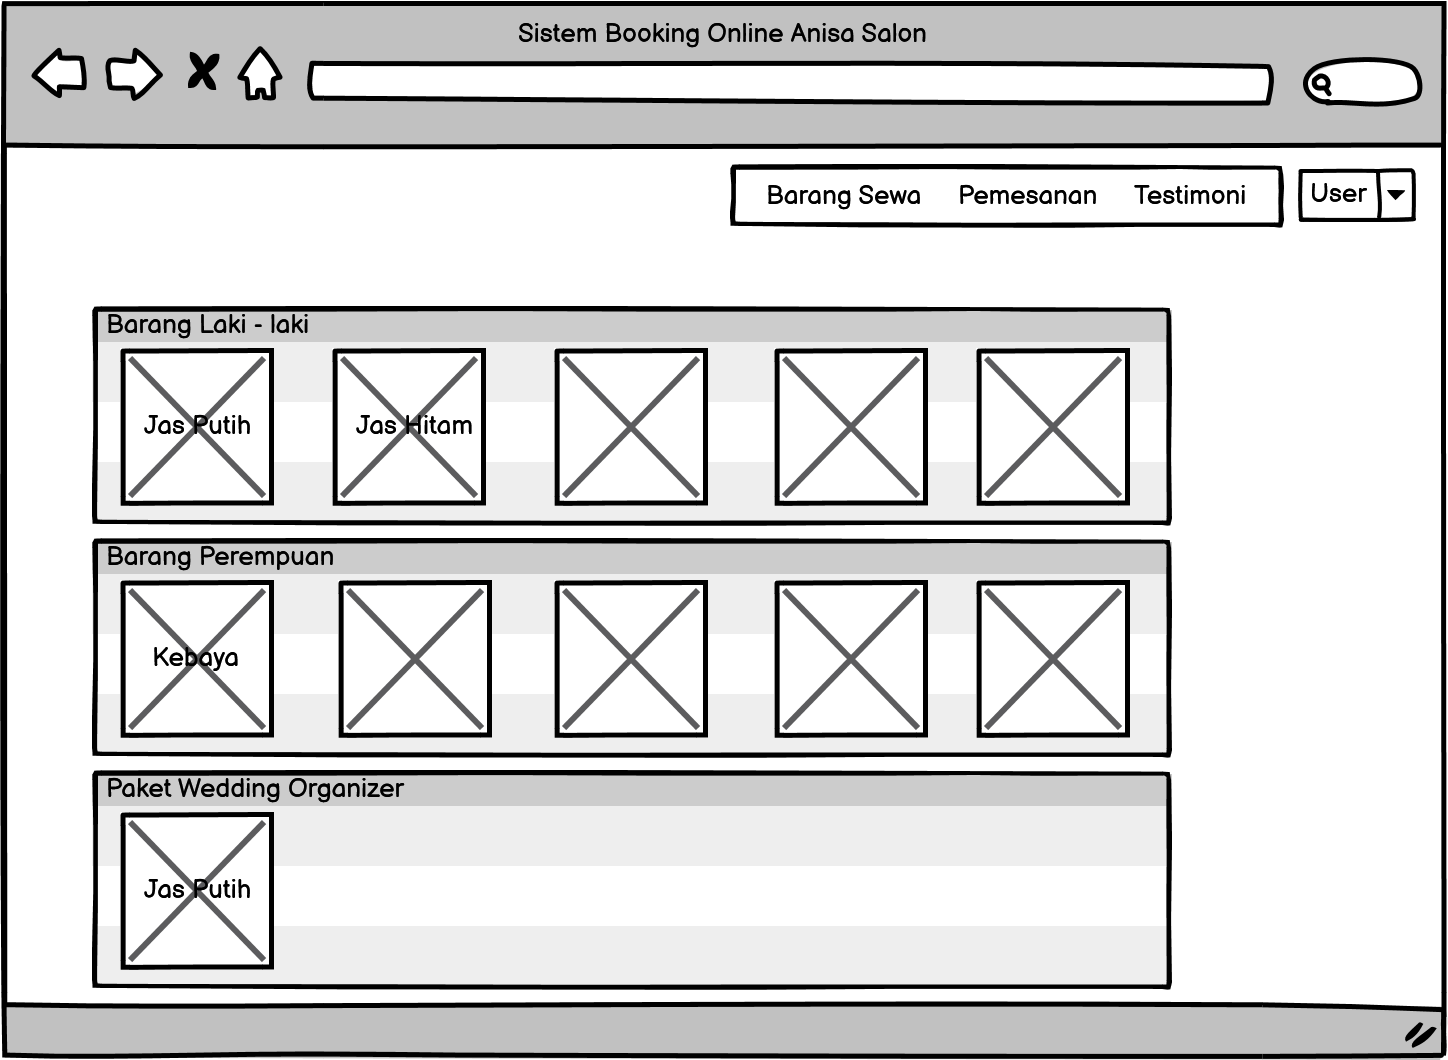 Sistem Booking Online Anisa Salon
Barang Sewa Pemesanan Testimoni User
Barang Laki - laki
Jas Putih Jas Hitam
Barang Perempuan
Kebaya
Paket Wedding Organizer
Jas Putih